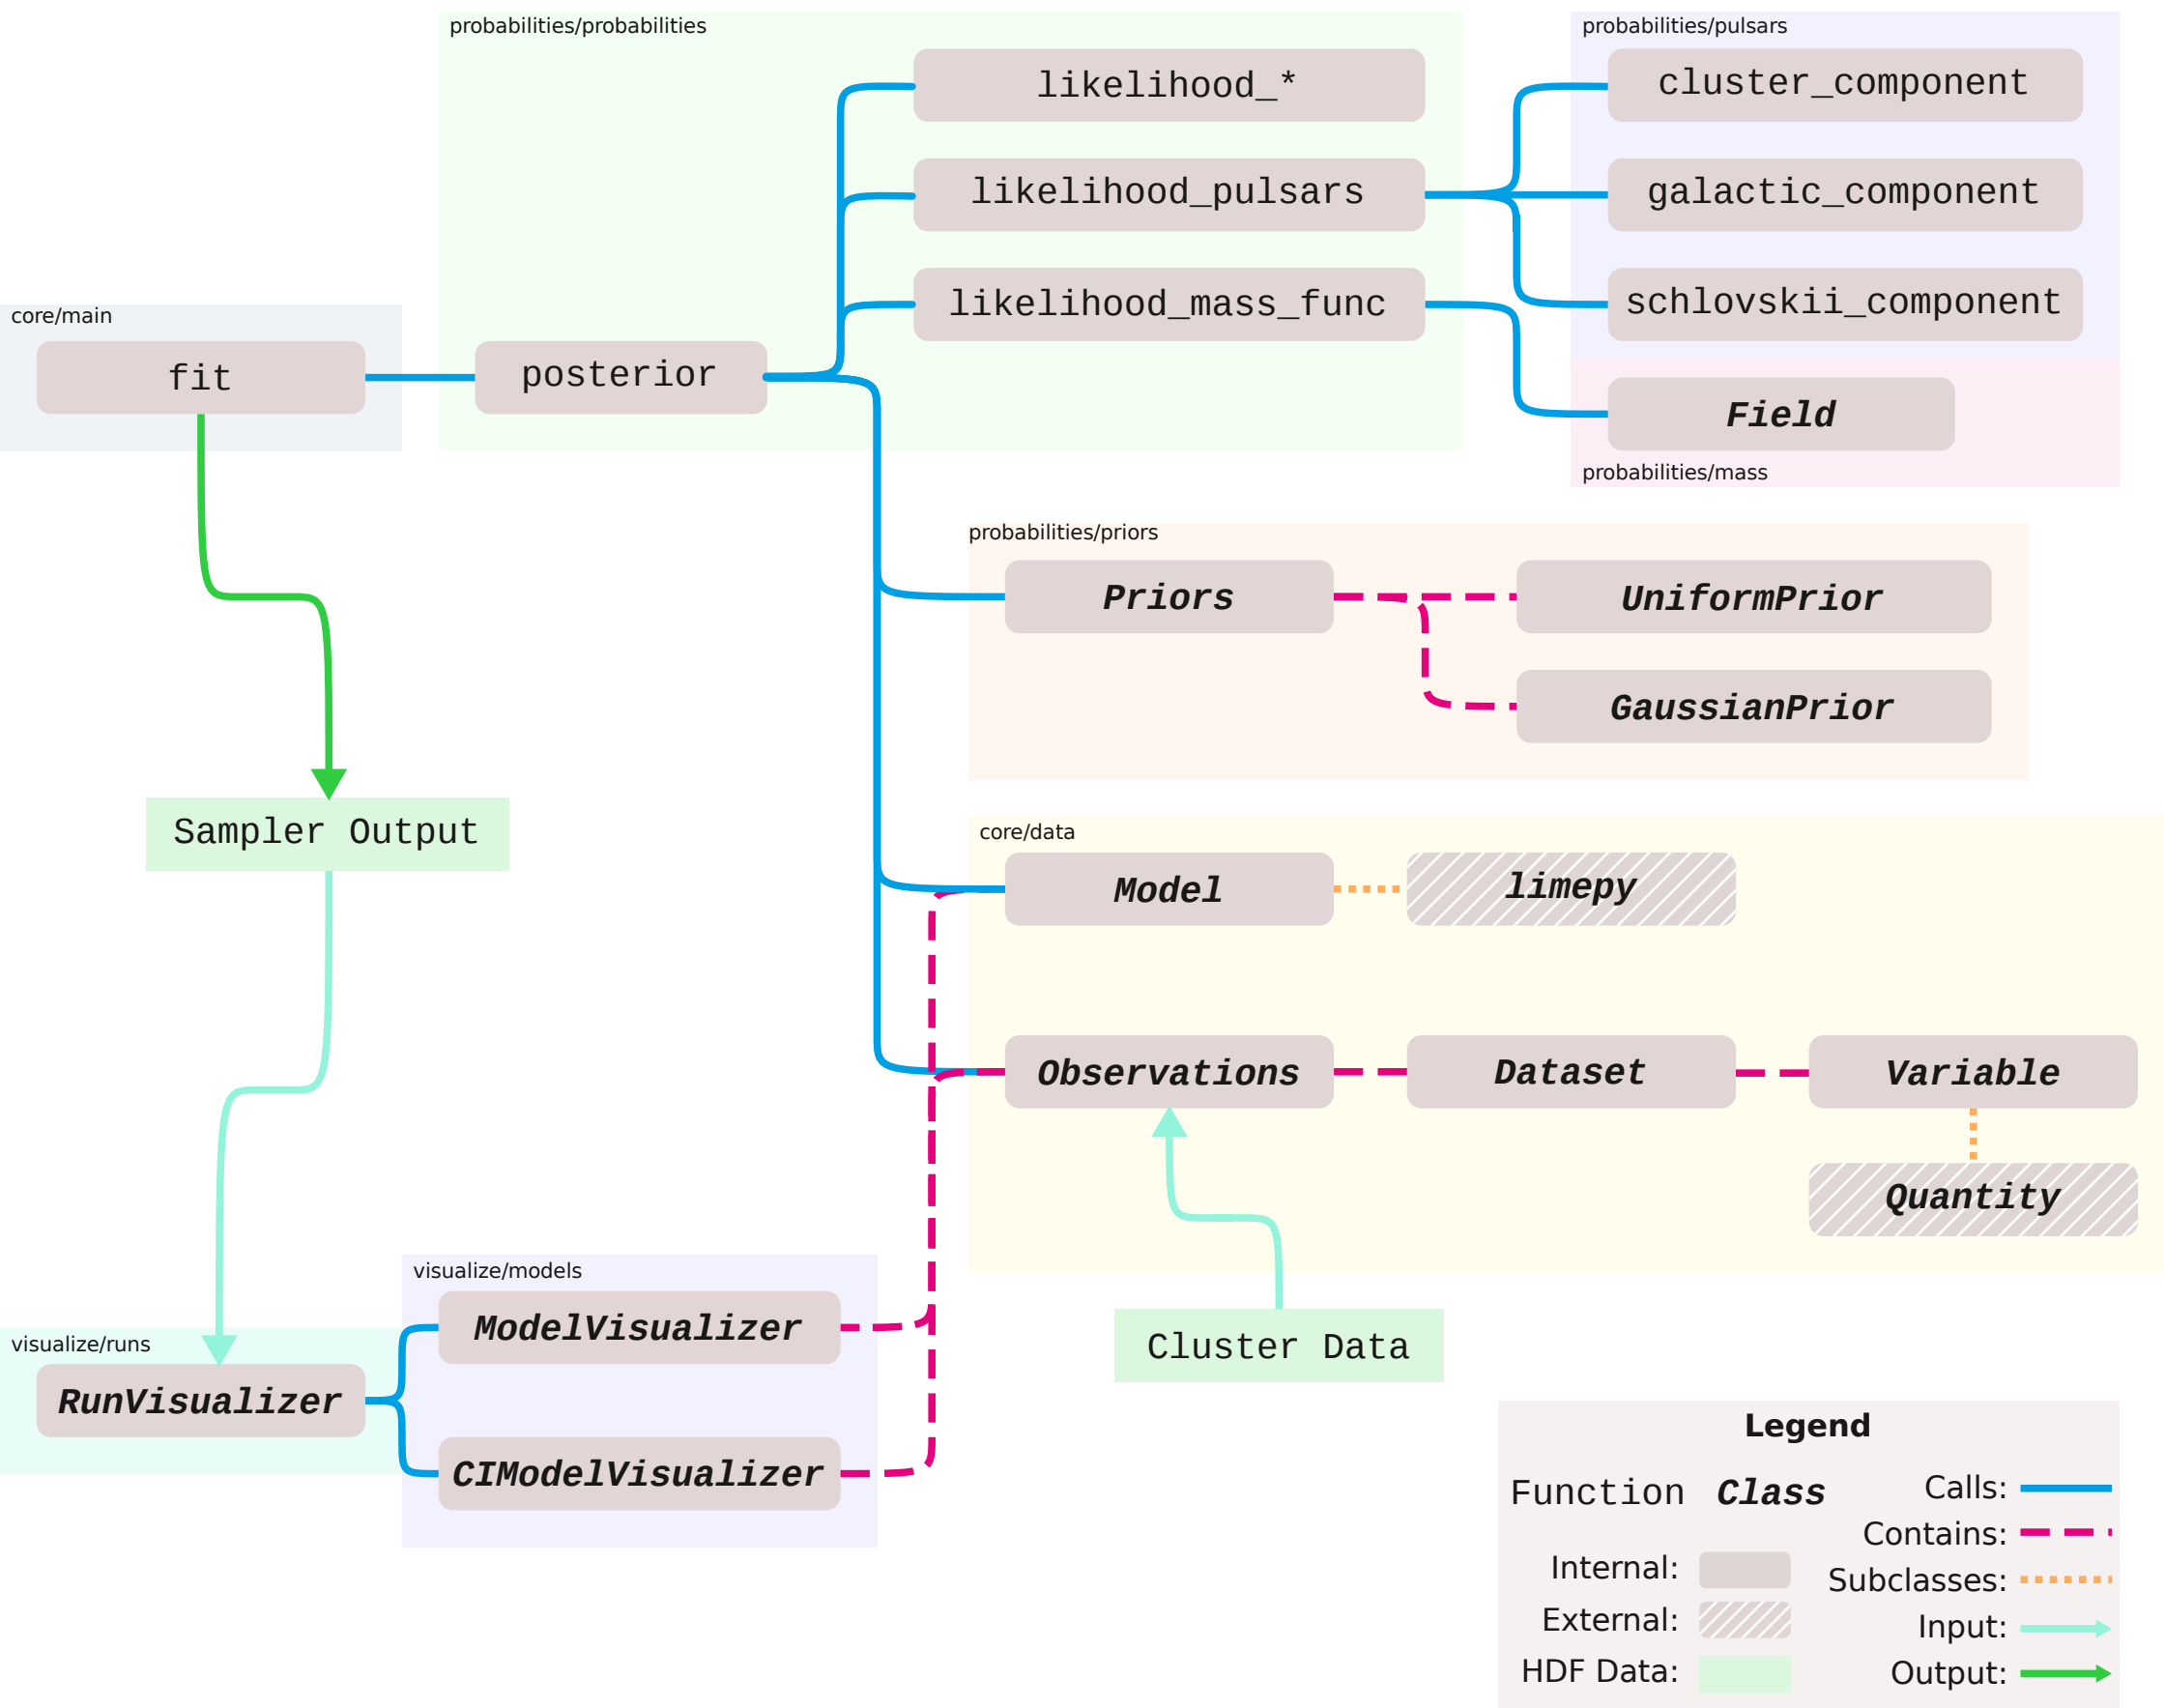 probabilities/probabilities
probabilities/pulsars
likelihood_*
cluster_component
likelihood_pulsars
galactic_component
likelihood_mass_func
schlovskii_component
core/main
fit
posterior
Field
probabilities/mass
probabilities/priors
Priors
UniformPrior
GaussianPrior
Sampler Output
core/data
Model
limepy
Observations
Dataset
Variable
Quantity
visualize/models
ModelVisualizer
visualize/runs
RunVisualizer
CIModelVisualizer
Cluster Data
Legend
Function Class
Calls:
Contains:
Internal:
Subclasses:
External:
Input:
HDF Data:
Output: